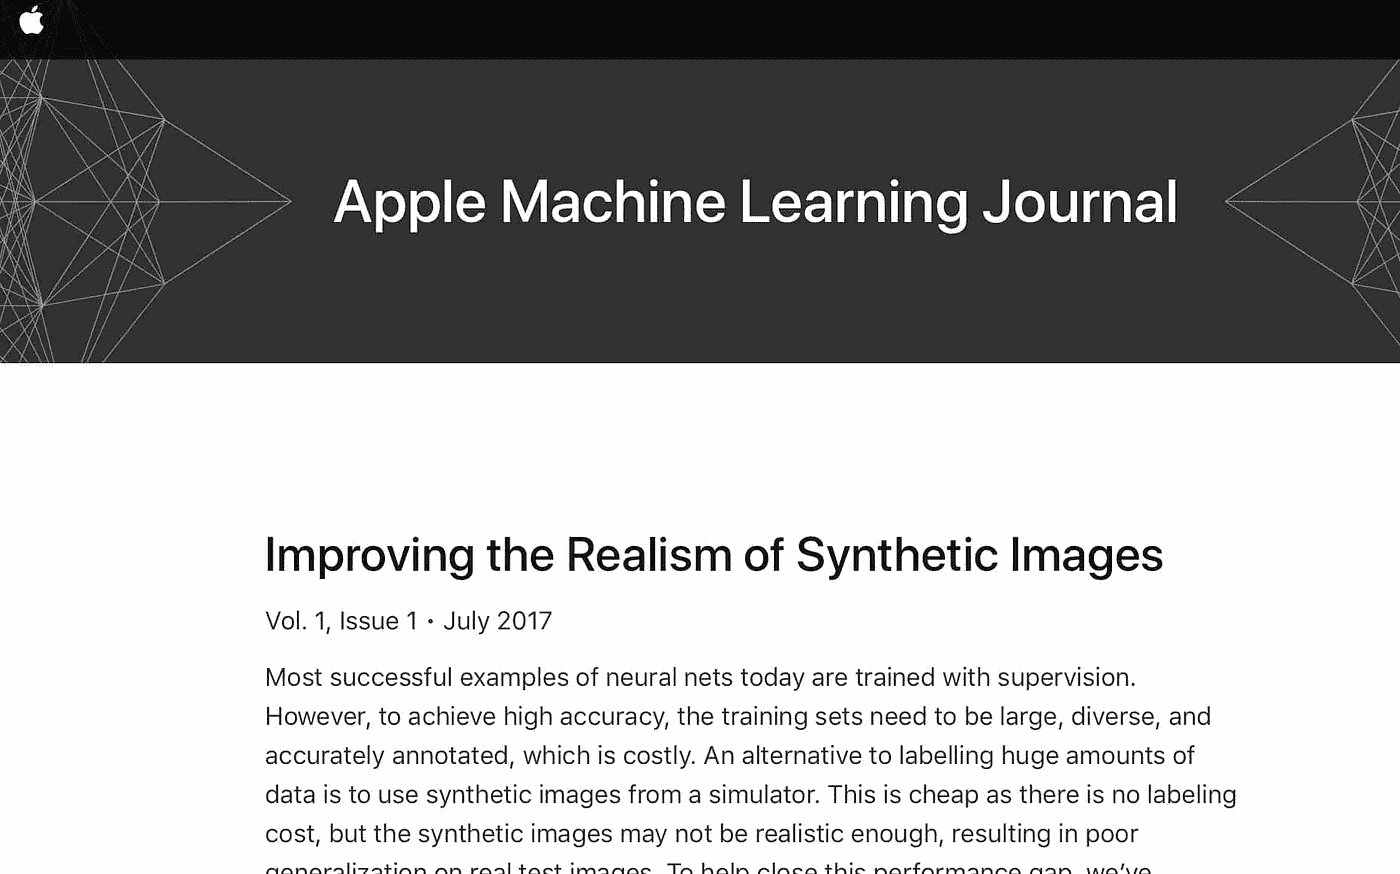 Apple Machine Learning Journal
Improving the Realism of Synthetic Images
Vol. 1, Issue 1 • July 2017
Most successful examples of neural nets today are trained with supervision.
However, to achieve high accuracy, the training sets need to be large, diverse, and
accurately annotated, which is costly. An alternative to labelling huge amounts of
data is to use synthetic images from a simulator. This is cheap as there is no labeling
cost, but the synthetic images may not be realistic enough, resulting in poor
generalization on real test images. To help close this performance gap, we’ve